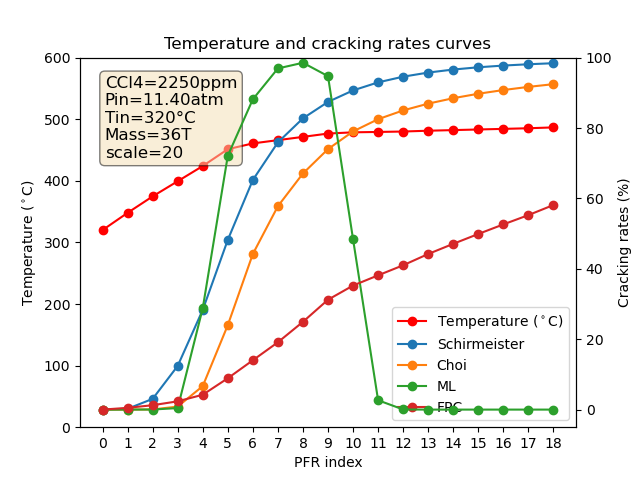 Temperature and cracking rates curves
CCl4=2250ppm
Pin=11.40atm
Tin=320°C
Mass=36T
scale=20
600
500
400
300
200
100
0
Temperature (°C)
100
80
60
40
20
0
Cracking rates (%)
Temperature (°C)
Schirmeister
Choi
ML
EPC
0 1 2 3 4 5 6 7 8 9 10 11 12 13 14 15 16 17 18
PFR index